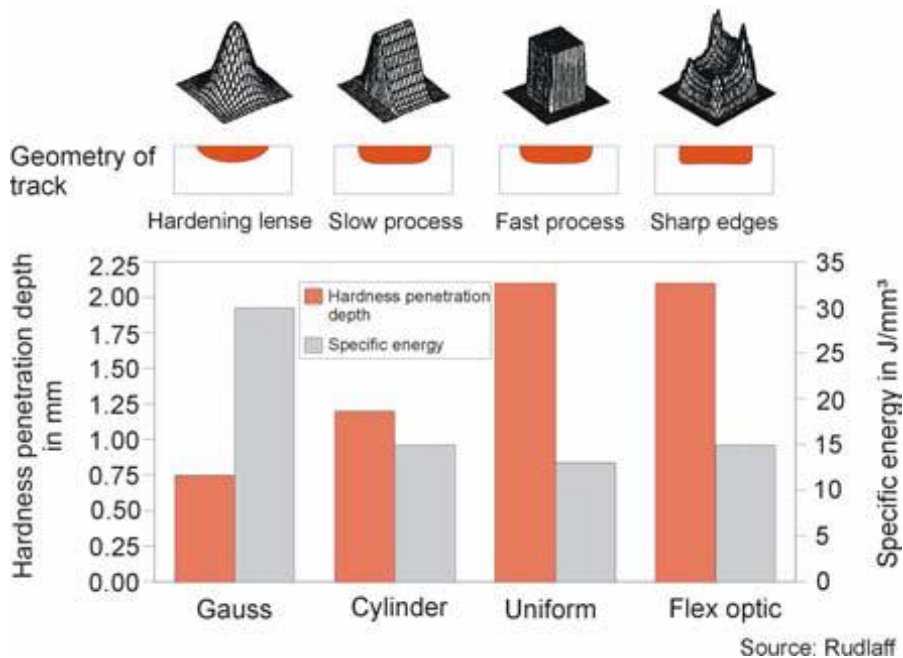 Geometry of
track
Hardening lense
Slow process
Fast process
Sharp edges
Hardness penetration depth
in mm
2.25
2.00
1.75
1.50
1.25
1.00
0.75
0.50
0.25
0.00
Hardness penetration
depth
Specific energy
35
30
25
20
15
10
5
0
Specific energy in J/mm³
Gauss
Cylinder
Uniform
Flex optic
Source: Rudlaff